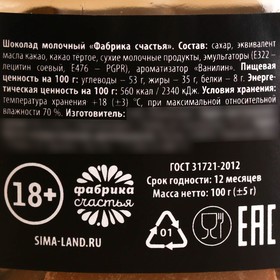 Шоколад молочный «Фабрика счастья». Состав: сахар, эквивалент
масла какао, какао тертое, сухие молочные продукты, эмульгаторы (E322 –
лецитин соевый, E476 – PGPR), ароматизатор «Ванилин». Пищевая
ценность на 100 г: углеводы – 53 г, жиры – 35 г, белки – 8 г. Энерге-
тическая ценность на 100 г: 560 ккал / 2340 кДж. Условия хранения:
температура хранения +18 (±3) °C, при максимальной относительной
влажности 70 %. Изготовитель:
ГОСТ 31721-2012
Срок годности: 12 месяцев
Масса нетто: 100 г (±5 г)
18+
фабрика
счастья
SIMA-LAND.RU
01
EAC